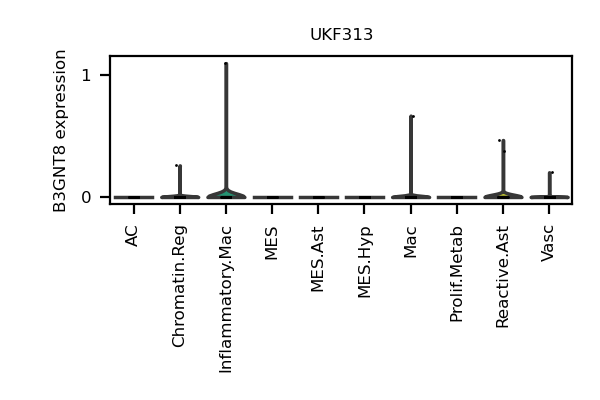 UKF313
B3GNT8 expression
1
0
AC
Chromatin.Reg
Inflammatory.Mac
MES
MES.Ast
MES.Hyp
Mac
Prolif.Metab
Reactive.Ast
Vasc